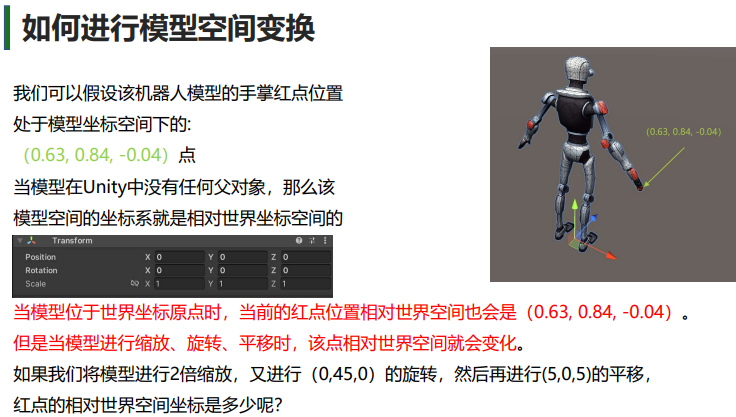 如何进行模型空间变换
我们可以假设该机器人模型的手掌红点位置
处于模型坐标空间下的:
（0.63, 0.84, -0.04）点
当模型在Unity中没有任何父对象，那么该
模型空间的坐标系就是相对世界坐标空间的
（0.63, 0.84, -0.04）
Transform
Position X 0 Y 0 Z 0
Rotation X 0 Y 0 Z 0
Scale X 1 Y 1 Z 1
当模型位于世界坐标原点时，当前的红点位置相对世界空间也会是（0.63, 0.84, -0.04）。
但是当模型进行缩放、旋转、平移时，该点相对世界空间就会变化。
如果我们将模型进行2倍缩放，又进行（0,45,0）的旋转，然后再进行(5,0,5)的平移，
红点的相对世界空间坐标是多少呢？